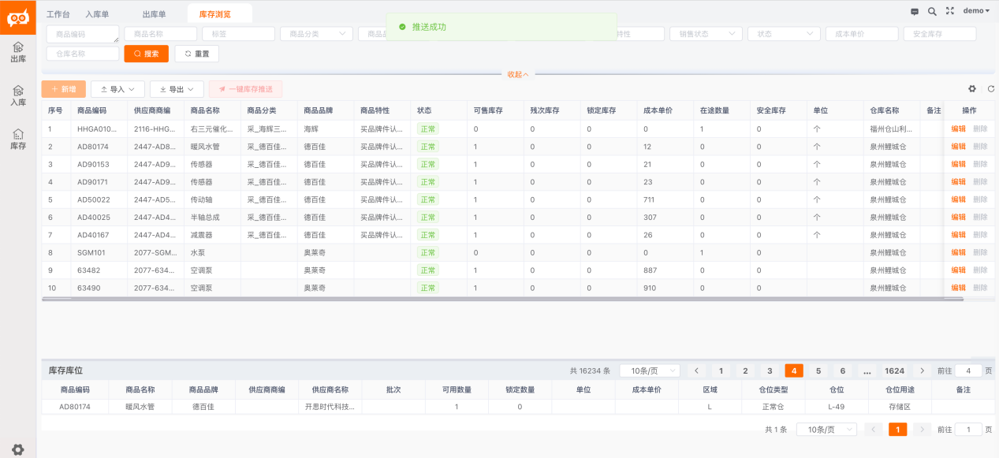 工作台 入库单 出库单 库存浏览 demo
推送成功
商品编码 商品名称 标签 商品分类 特性 销售状态 状态 成本单价 安全库存
仓库名称 搜索 重置
出库
入库
库存
收起
新增 导入 导出 一键库存推送
序号 商品编码 供应商商编 商品名称 商品分类 商品品牌 商品特性 状态 可售库存 残次库存 锁定库存 成本单价 在途数量 安全库存 单位 仓库名称 备注 操作
1 HHGA010... 2116-HHG... 右三元催化... 采_海辉三... 海辉 买品牌件认... 正常 0 0 0 0 1 0 个 福州仓山利... 编辑 删除
2 AD80174 2447-AD8... 暖风水管 采_德百佳... 德百佳 买品牌件认... 正常 1 0 0 12 0 0 个 泉州鲤城仓 编辑 删除
3 AD90153 2447-AD9... 传感器 采_德百佳... 德百佳 买品牌件认... 正常 1 0 0 21 0 0 个 泉州鲤城仓 编辑 删除
4 AD90171 2447-AD9... 传感器 采_德百佳... 德百佳 买品牌件认... 正常 1 0 0 23 0 0 个 泉州鲤城仓 编辑 删除
5 AD50022 2447-AD5... 传动轴 采_德百佳... 德百佳 买品牌件认... 正常 1 0 0 711 0 0 个 泉州鲤城仓 编辑 删除
6 AD40025 2447-AD4... 半轴总成 采_德百佳... 德百佳 买品牌件认... 正常 1 0 0 307 0 0 个 泉州鲤城仓 编辑 删除
7 AD40167 2447-AD4... 减震器 采_德百佳... 德百佳 买品牌件认... 正常 1 0 0 26 0 0 个 泉州鲤城仓 编辑 删除
8 SGM101 2077-SGM... 水泵 奥莱奇 正常 0 0 0 0 1 0 泉州鲤城仓 编辑 删除
9 63482 2077-634... 空调泵 奥莱奇 正常 1 0 0 887 0 0 泉州鲤城仓 编辑 删除
10 63490 2077-634... 空调泵 奥莱奇 正常 1 0 0 910 0 0 泉州鲤城仓 编辑 删除
库存库位 共 16234 条 10条/页 1 2 3 4 5 6 ... 1624 前往 4 页
商品编码 商品名称 商品品牌 供应商商编 供应商名称 批次 可用数量 锁定数量 单位 成本单价 区域 仓位类型 仓位 仓位用途 备注
AD80174 暖风水管 德百佳 开思时代科技... 1 0 L 正常仓 L-49 存储区
共 1 条 10条/页 1 前往 1 页